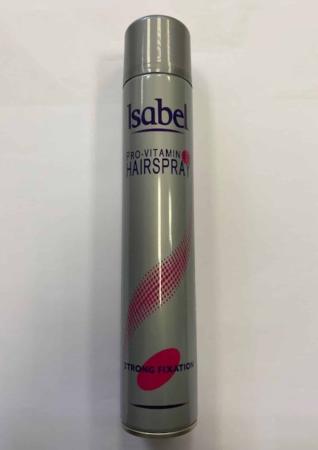 Isabel
PRO-VITAMIN
HAIRSPRAY
STRONG FIXATION